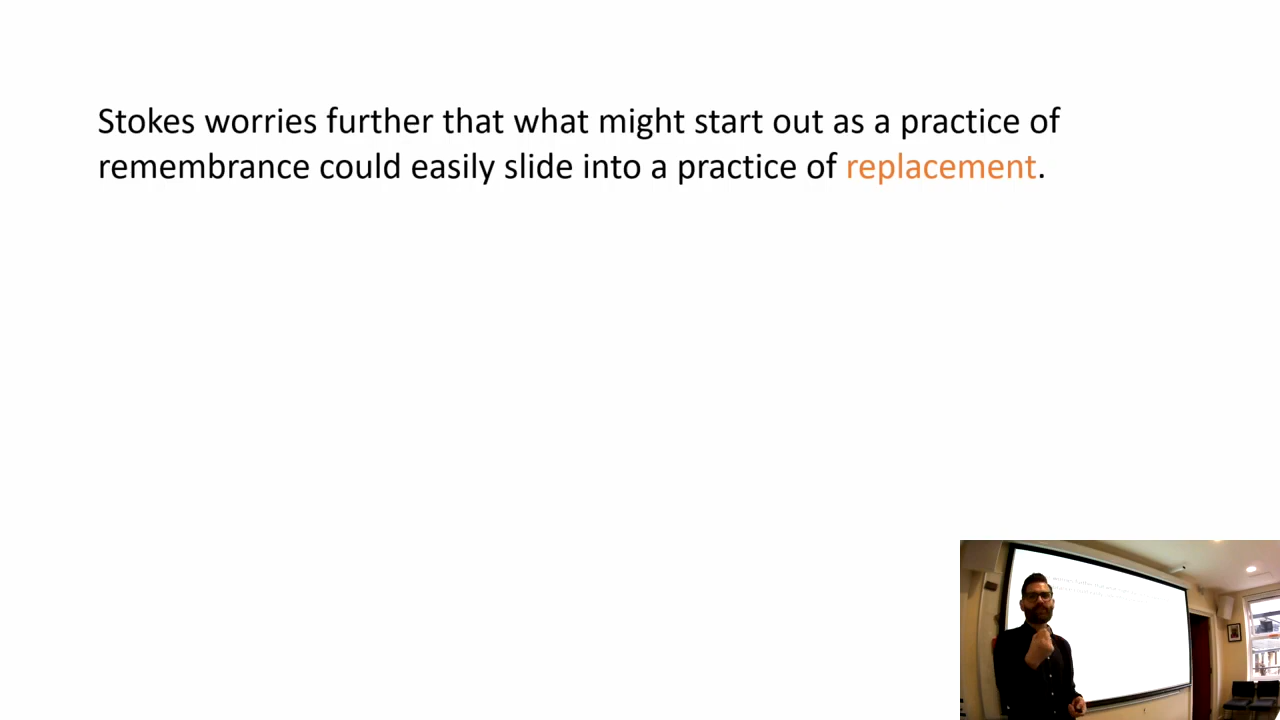 Stokes worries further that what might start out as a practice of
remembrance could easily slide into a practice of replacement.